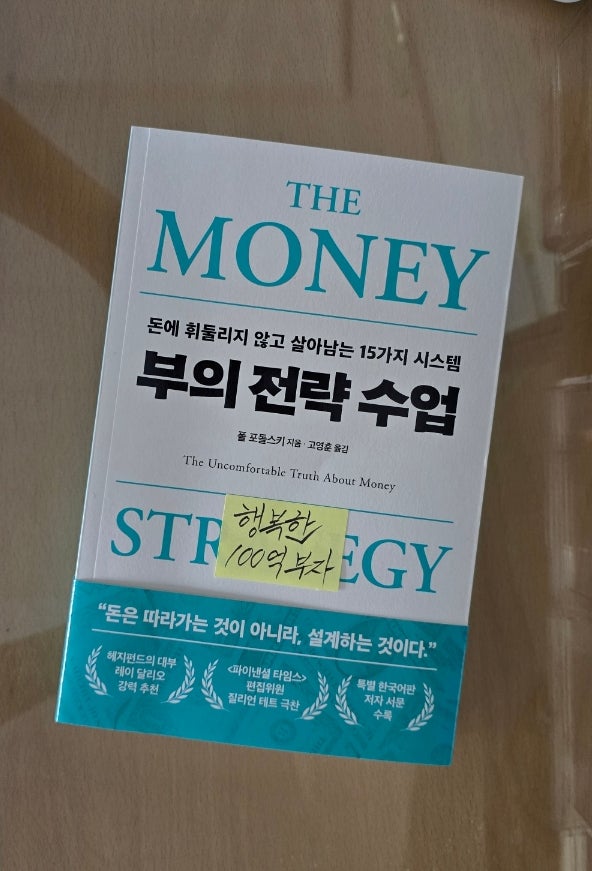 THE
MONEY
돈에 휘둘리지 않고 살아남는 15가지 시스템
부의 전략 수업
폴 포돌스키 지음 · 고영훈 옮김
The Uncomfortable Truth About Money
STR EGY
행복한
100억 부자
“돈은 따라가는 것이 아니라, 설계하는 것이다.”
헤지펀드의 대부
레이 달리오
강력 추천
<파이낸셜 타임스>
편집위원
질리언 테트 극찬
특별 한국어판
저자 서문
수록